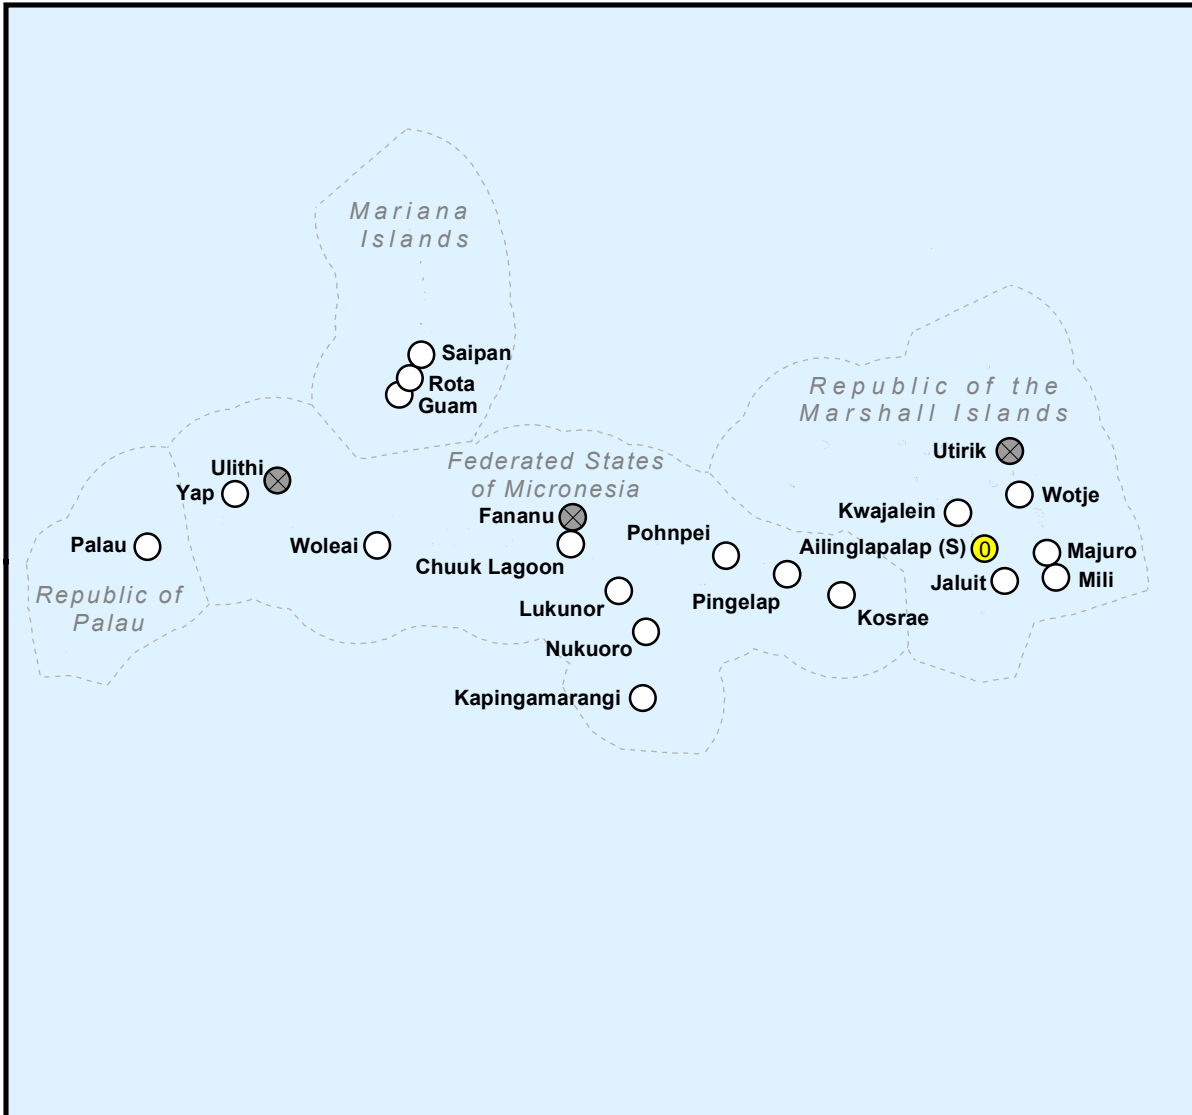 Mariana
Islands
Saipan
Rota
Guam
Republic of the
Marshall Islands
Utirik
Ulithi
Yap
Federated States
of Micronesia
Fananu
Wotje
Kwajalein
Pohnpei
Palau
Woleai
Chuuk Lagoon
Ailinglapalap (S)
0
Majuro
Mili
Jaluit
Republic of
Palau
Lukunor
Pingelap
Kosrae
Nukuoro
Kapingamarangi